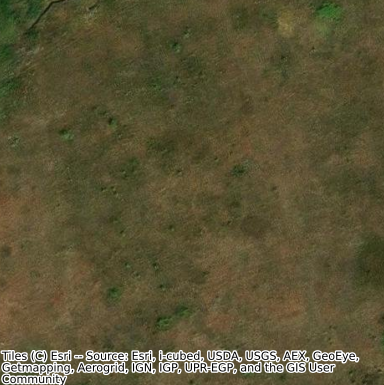 Tiles (C) Esri -- Source: Esri, i-cubed, USDA, USGS, AEX, GeoEye,
Getmapping, Aerogrid, IGN, IGP, UPR-EGP, and the GIS User
Community